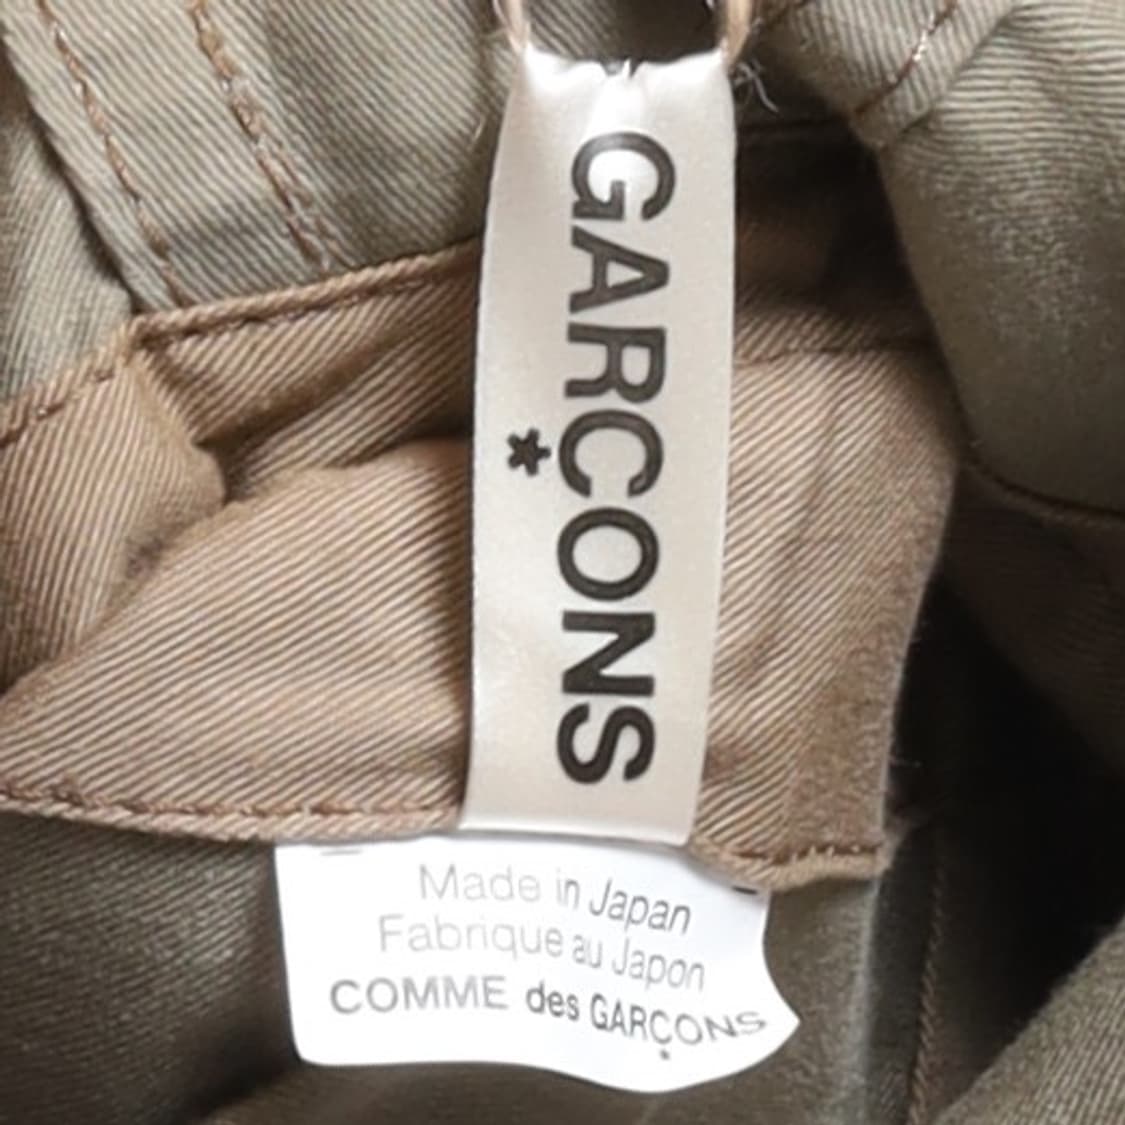 GARÇONS
Made in Japan
Fabrique au Japon
COMME des GARÇONS